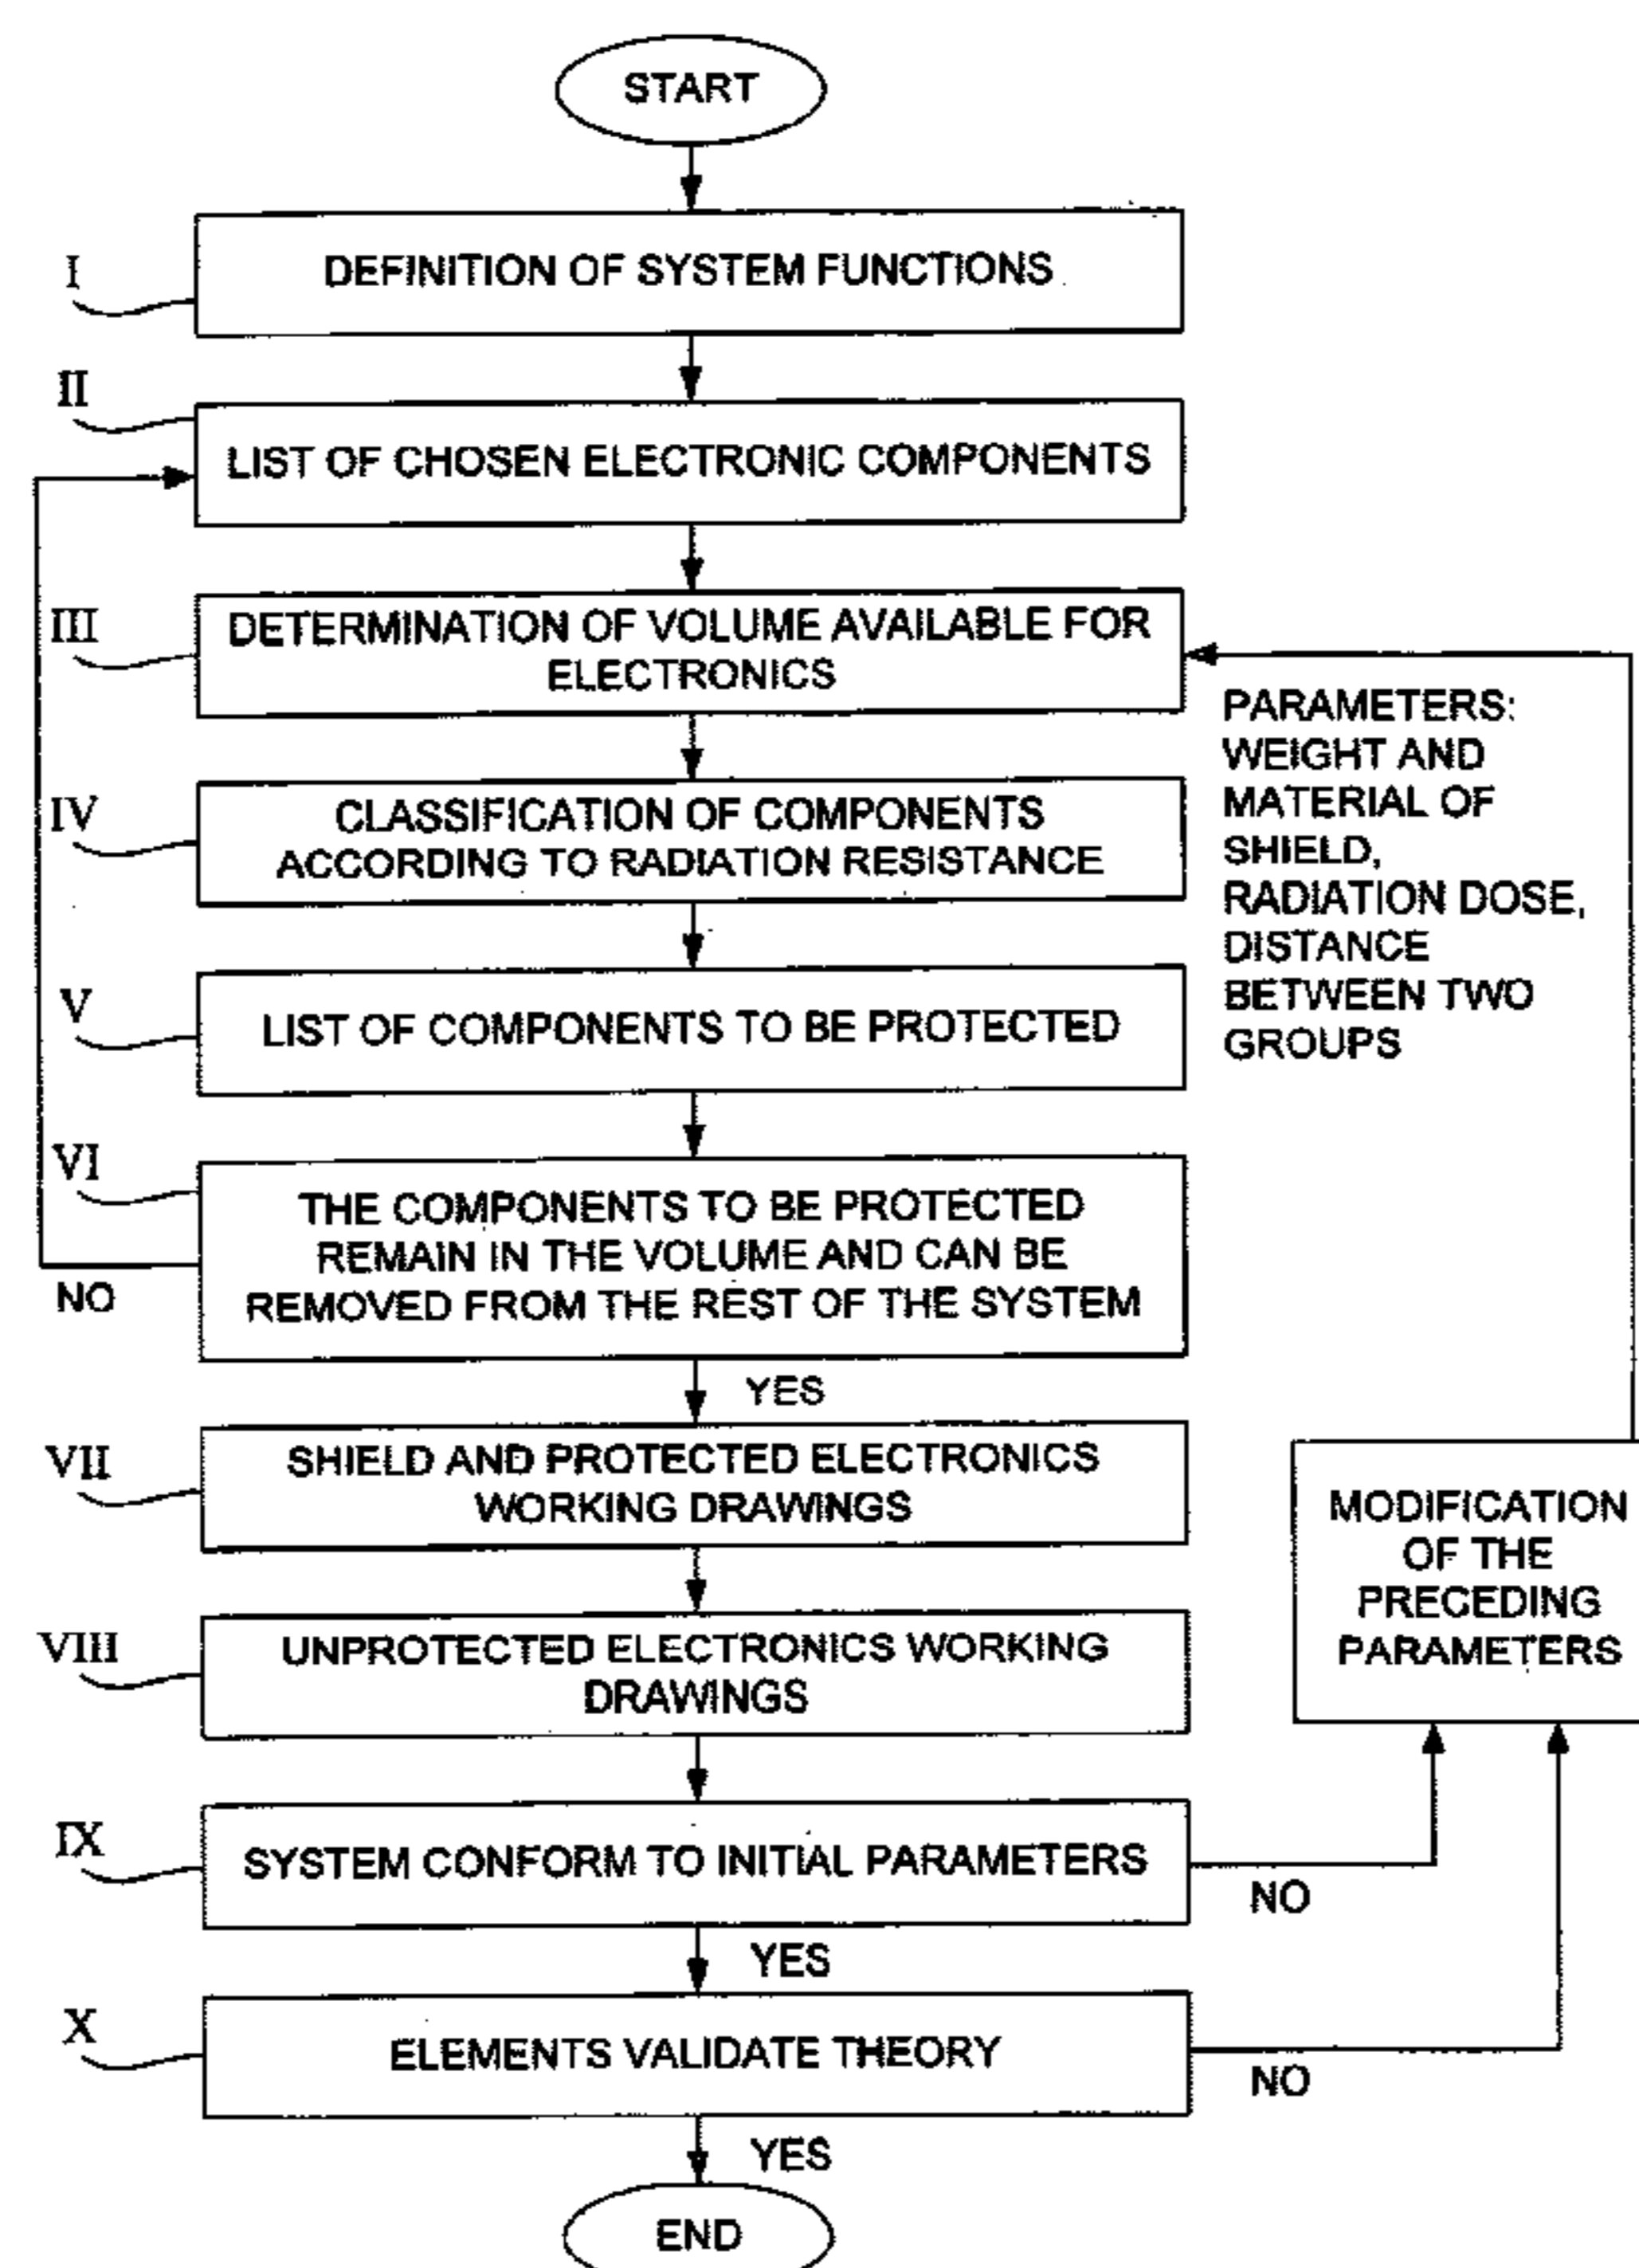 START
I
DEFINITION OF SYSTEM FUNCTIONS
II
LIST OF CHOSEN ELECTRONIC COMPONENTS
III
DETERMINATION OF VOLUME AVAILABLE FOR
ELECTRONICS
PARAMETERS:
WEIGHT AND
MATERIAL OF
SHIELD,
RADIATION DOSE,
DISTANCE
BETWEEN TWO
GROUPS
IV
CLASSIFICATION OF COMPONENTS
ACCORDING TO RADIATION RESISTANCE
V
LIST OF COMPONENTS TO BE PROTECTED
VI
THE COMPONENTS TO BE PROTECTED
REMAIN IN THE VOLUME AND CAN BE
REMOVED FROM THE REST OF THE SYSTEM
NO
YES
VII
SHIELD AND PROTECTED ELECTRONICS
WORKING DRAWINGS
MODIFICATION
OF THE
PRECEDING
PARAMETERS
VIII
UNPROTECTED ELECTRONICS WORKING
DRAWINGS
IX
SYSTEM CONFORM TO INITIAL PARAMETERS
NO
YES
X
ELEMENTS VALIDATE THEORY
NO
YES
END